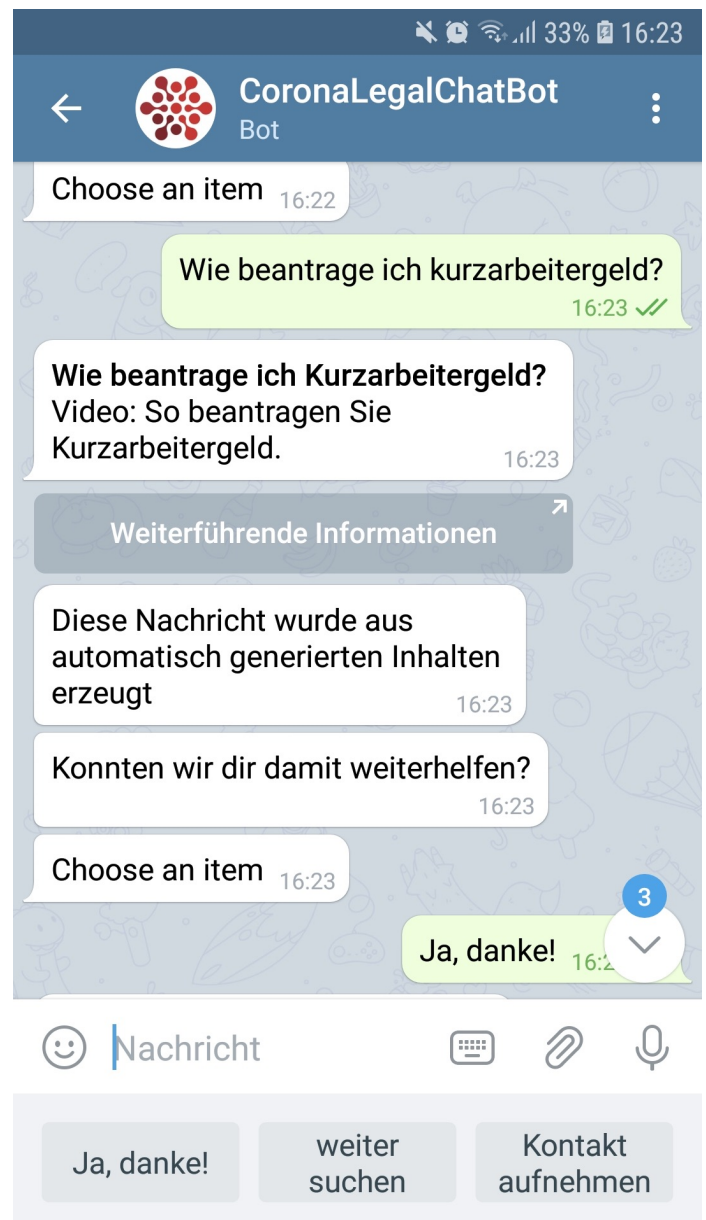 33% 16:23
CoronaLegalChatBot
Bot
Choose an item 16:22
Wie beantrage ich kurzarbeitergeld?
16:23
Wie beantrage ich Kurzarbeitergeld?
Video: So beantragen Sie
Kurzarbeitergeld.
16:23
Weiterführende Informationen
Diese Nachricht wurde aus
automatisch generierten Inhalten
erzeugt
16:23
Konnten wir dir damit weiterhelfen?
16:23
Choose an item 16:23
3
Ja, danke!
Nachricht
Ja, danke!
weiter
suchen
Kontakt
aufnehmen